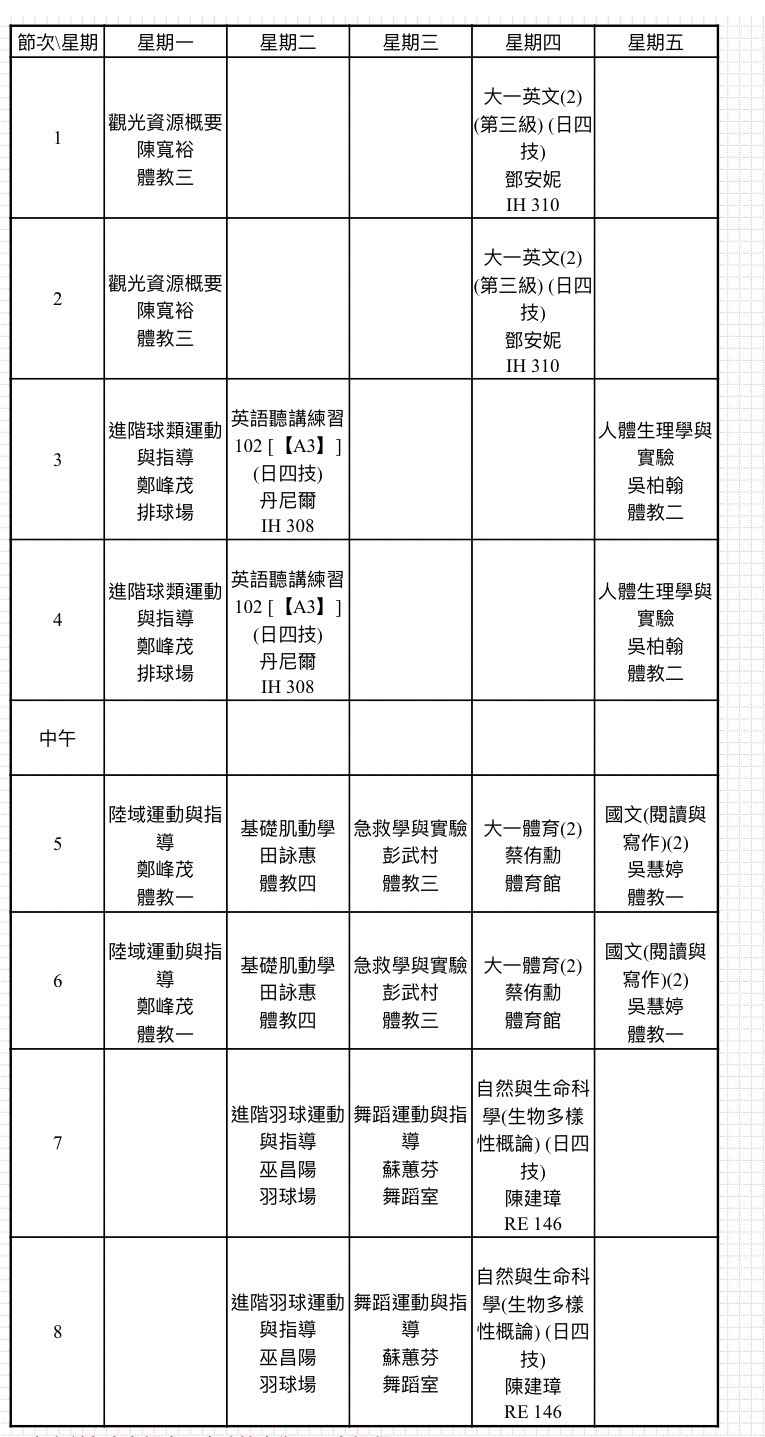 節次\星期 星期一 星期二 星期三 星期四 星期五
1
觀光資源概要
陳寬裕
體教三
大一英文(2)
(第三級) (日四
技)
鄧安妮
IH 310
2
觀光資源概要
陳寬裕
體教三
大一英文(2)
(第三級) (日四
技)
鄧安妮
IH 310
3
進階球類運動
與指導
鄭峰茂
排球場
英語聽講練習
102 [【A3】]
(日四技)
丹尼爾
IH 308
人體生理學與
實驗
吳柏翰
體教二
4
進階球類運動
與指導
鄭峰茂
排球場
英語聽講練習
102 [【A3】]
(日四技)
丹尼爾
IH 308
人體生理學與
實驗
吳柏翰
體教二
中午
5
陸域運動與指
導
鄭峰茂
體教一
基礎肌動學
田詠惠
體教四
急救學與實驗
彭武村
體教三
大一體育(2)
蔡侑勳
體育館
國文(閱讀與
寫作)(2)
吳慧婷
體教一
6
陸域運動與指
導
鄭峰茂
體教一
基礎肌動學
田詠惠
體教四
急救學與實驗
彭武村
體教三
大一體育(2)
蔡侑勳
體育館
國文(閱讀與
寫作)(2)
吳慧婷
體教一
7
進階羽球運動
與指導
巫昌陽
羽球場
舞蹈運動與指
導
蘇蕙芬
舞蹈室
自然與生命科
學(生物多樣
性概論) (日四
技)
陳建璋
RE 146
8
進階羽球運動
與指導
巫昌陽
羽球場
舞蹈運動與指
導
蘇蕙芬
舞蹈室
自然與生命科
學(生物多樣
性概論) (日四
技)
陳建璋
RE 146